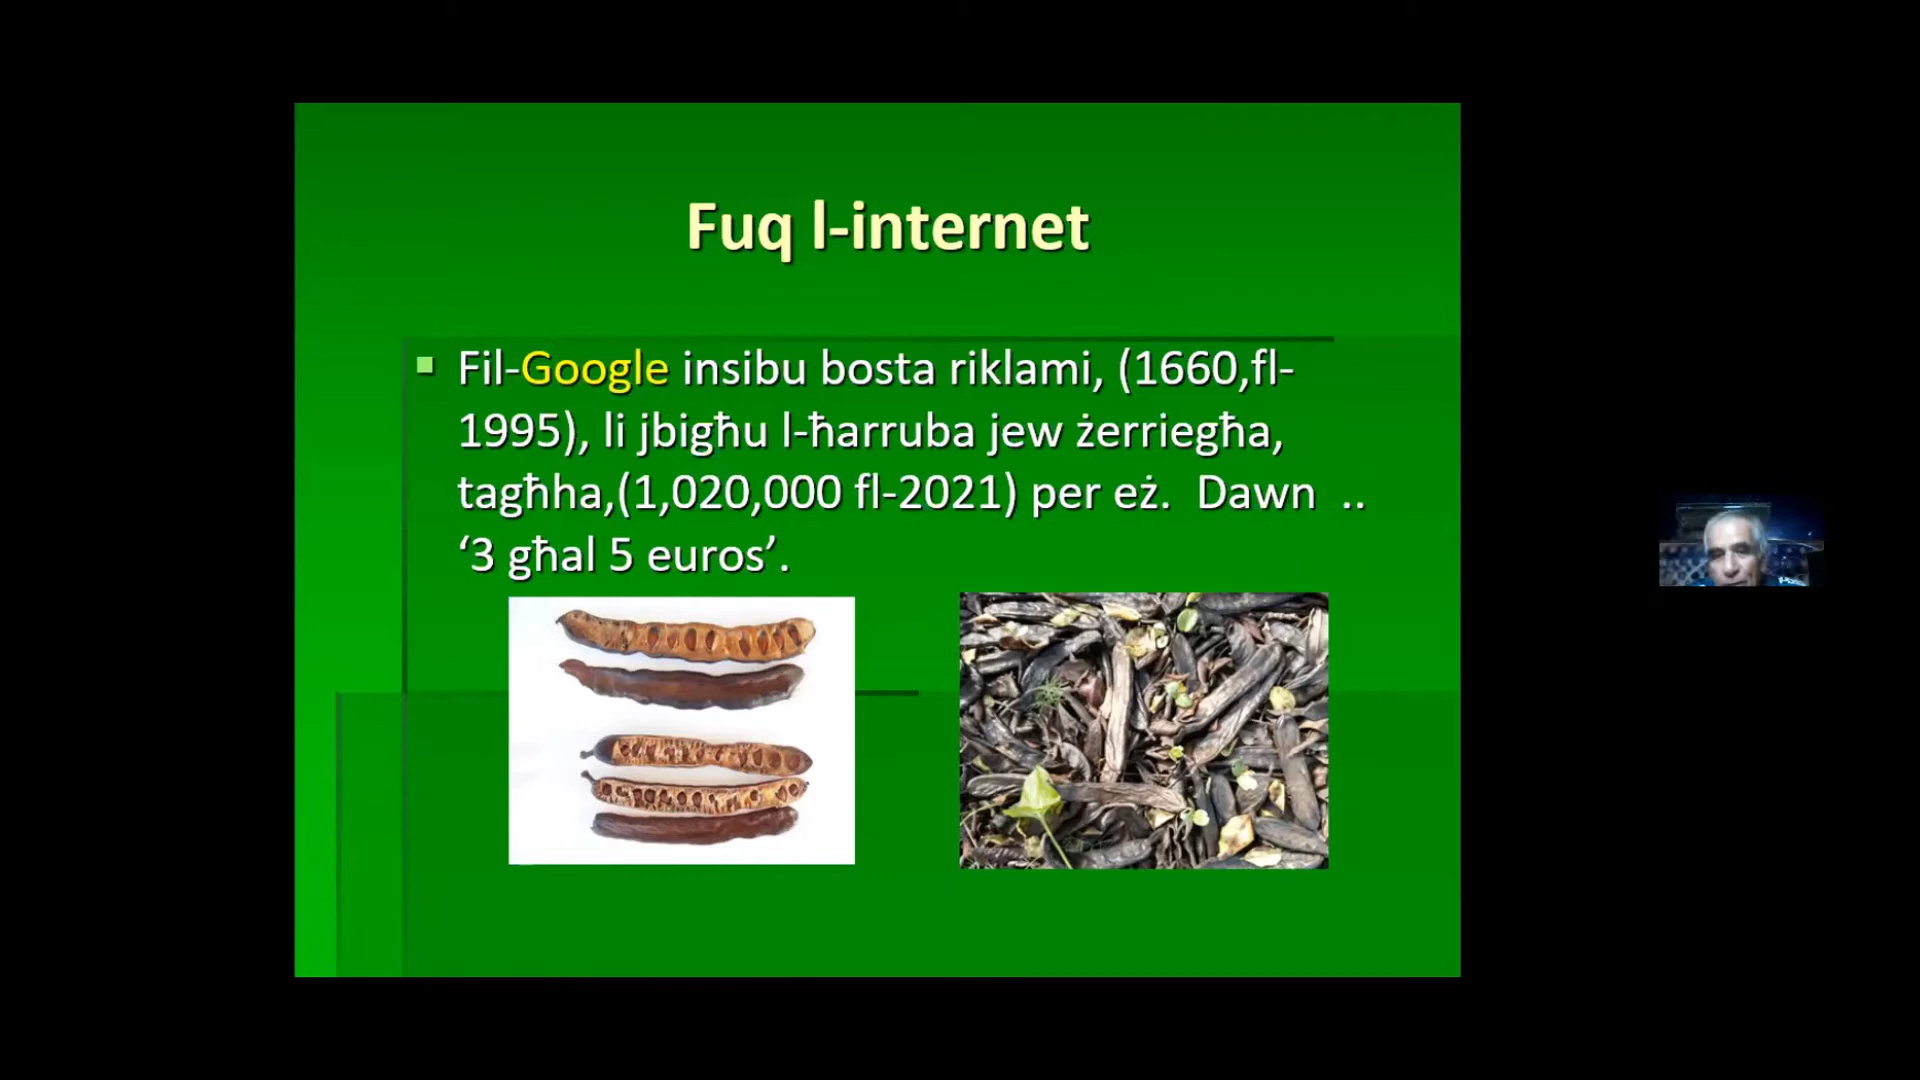 Fuq l-internet
Fil-Google insibu bosta riklami, (1660,fl-
1995), li jbigħu l-ħarruba jew żerriegħa,
tagħha,(1,020,000 fl-2021) per eż.  Dawn  ..
‘3 għal 5 euros’.